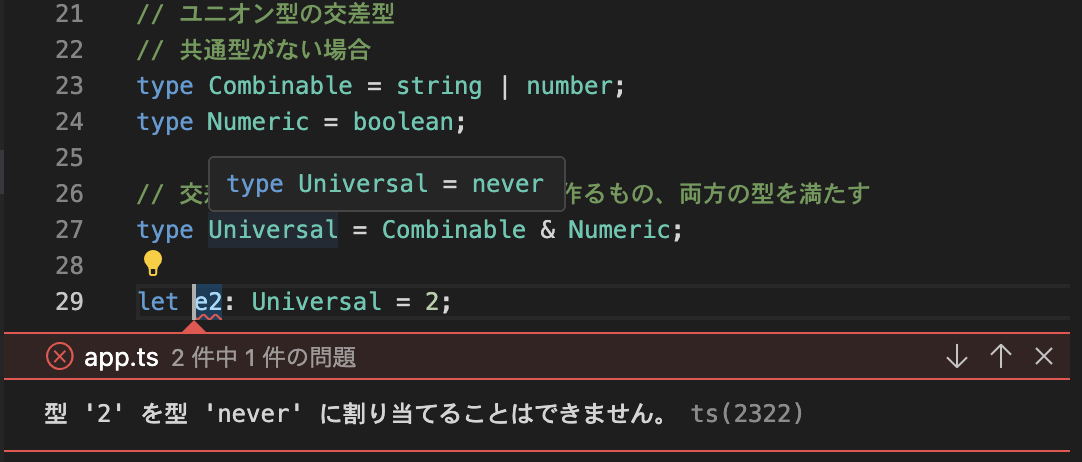 21 // ユニオン型の交差型
22 // 共通型がない場合
23 type Combinable = string | number;
24 type Numeric = boolean;
25
type Universal = never
26 // 交 作るもの、両方の型を満たす
27 type Universal = Combinable & Numeric;
28
29 let e2: Universal = 2;
app.ts 2 件中 1 件の問題
型 '2' を型 'never' に割り当てることはできません。 ts(2322)